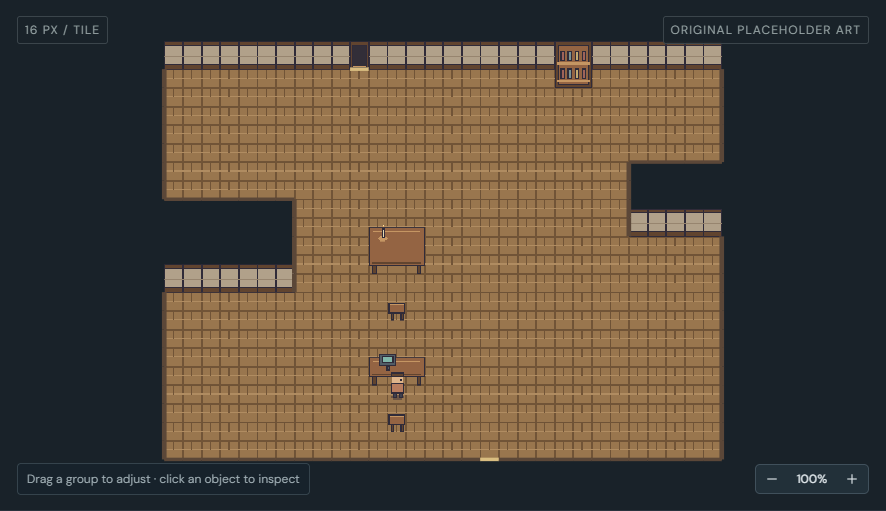 16 PX / TILE
ORIGINAL PLACEHOLDER ART
Drag a group to adjust · click an object to inspect
− 100% +